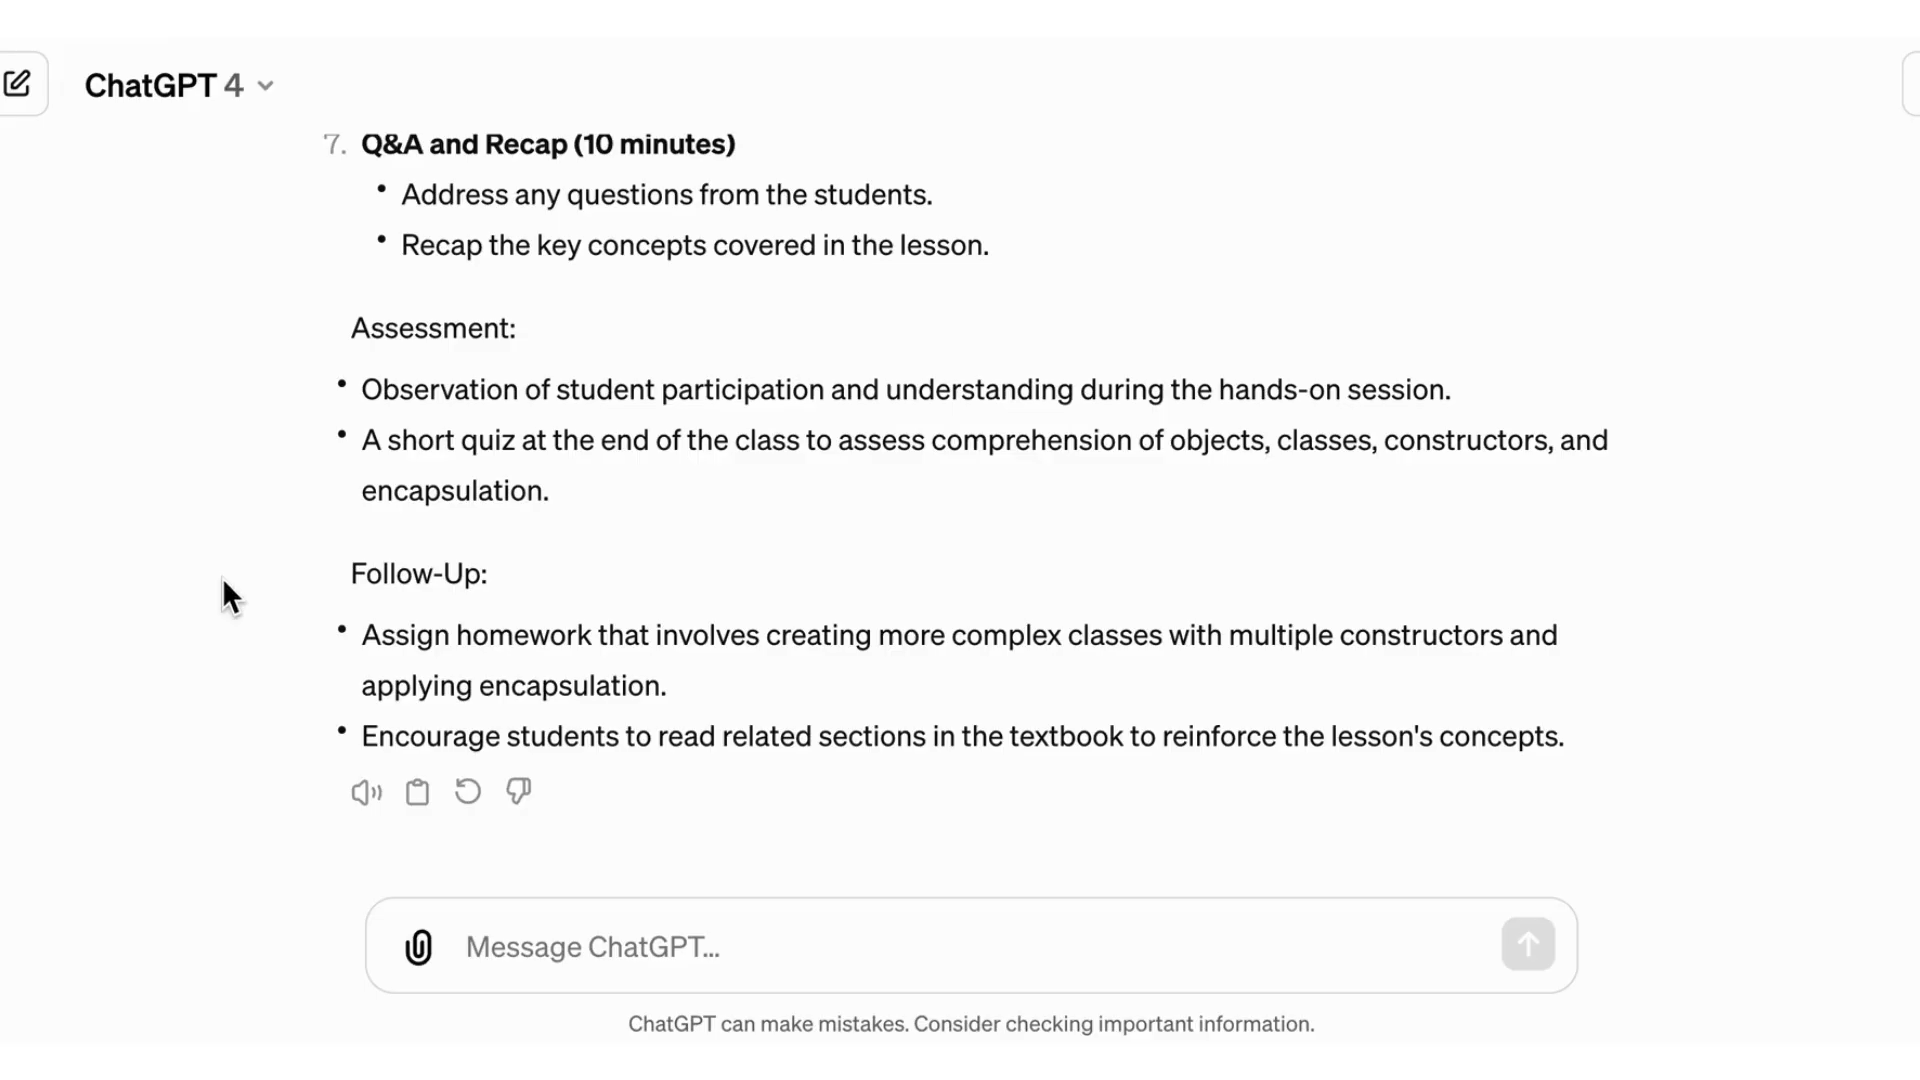 ChatGPT 4
7. Q&A and Recap (10 minutes)
• Address any questions from the students.
• Recap the key concepts covered in the lesson.
Assessment:
• Observation of student participation and understanding during the hands-on session.
• A short quiz at the end of the class to assess comprehension of objects, classes, constructors, and
encapsulation.
Follow-Up:
• Assign homework that involves creating more complex classes with multiple constructors and
applying encapsulation.
• Encourage students to read related sections in the textbook to reinforce the lesson's concepts.
Message ChatGPT...
ChatGPT can make mistakes. Consider checking important information.